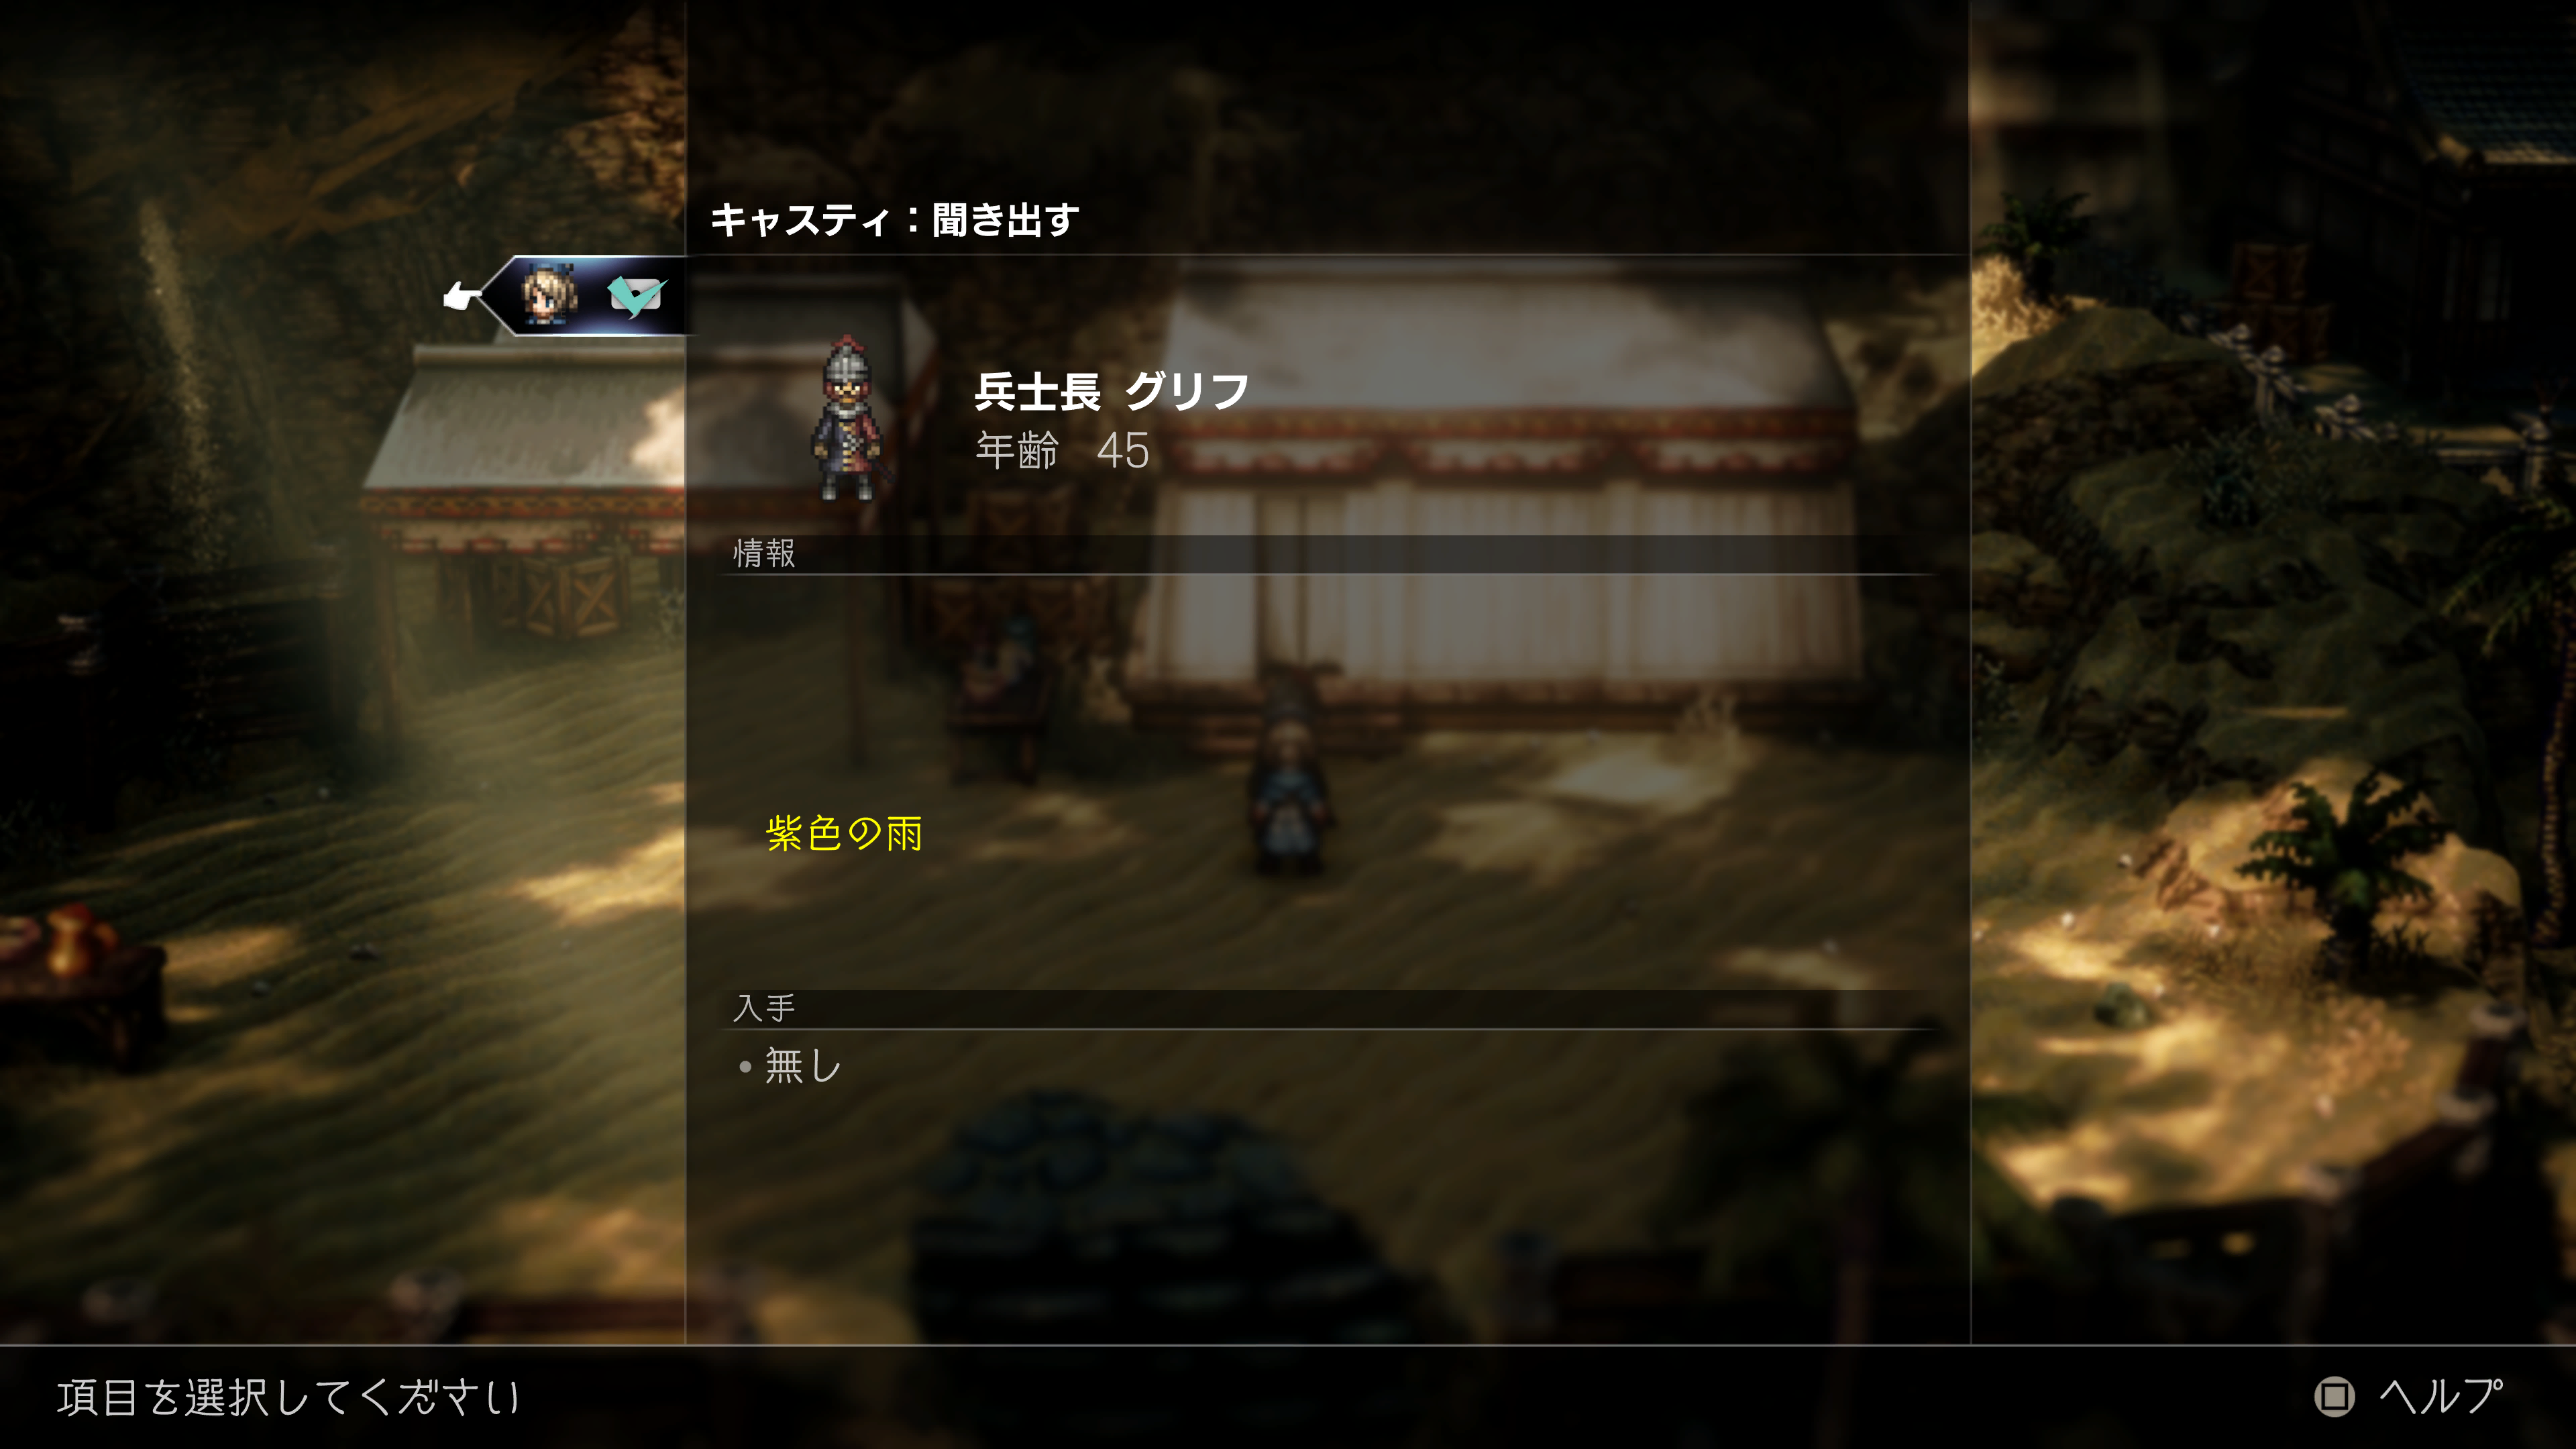 キャスティ：聞き出す
兵士長 グリフ
年齢 45
情報
紫色の雨
入手
• 無し
項目を選択してください
ヘルプ